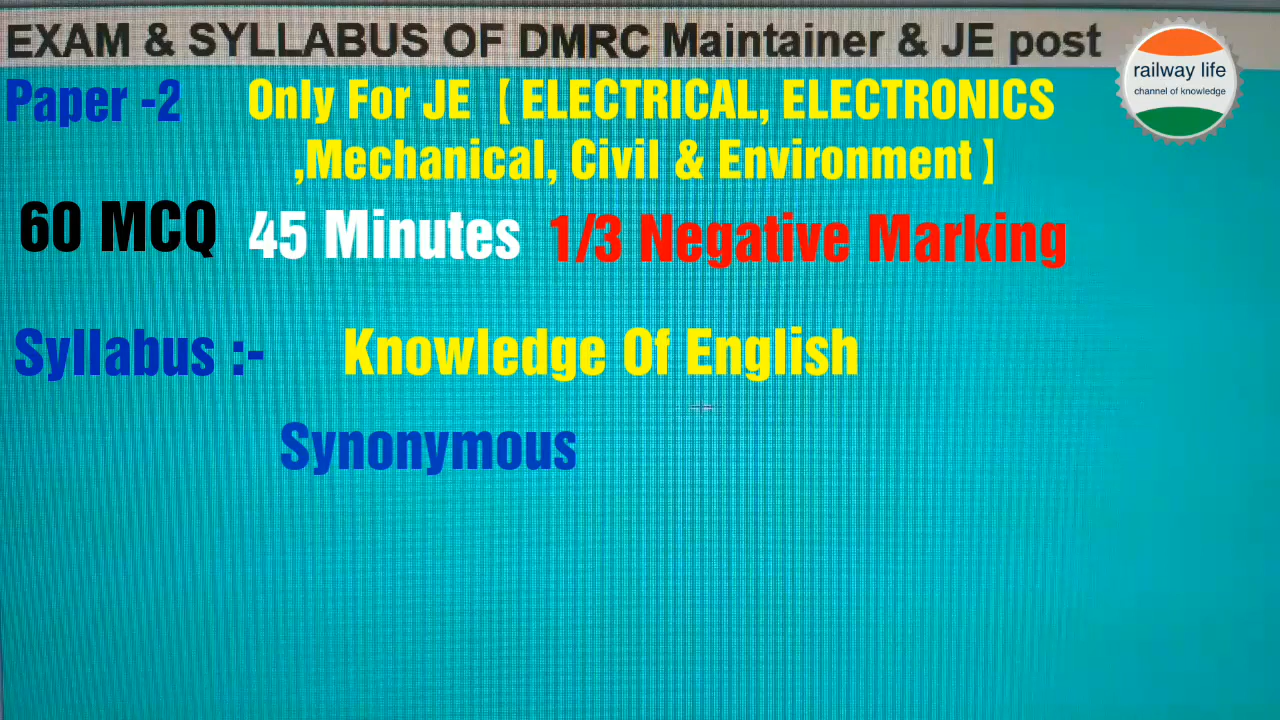 EXAM & SYLLABUS OF DMRC Maintainer & JE post
railway life
channel of knowledge
Paper -2 Only For JE 【ELECTRICAL, ELECTRONICS
,Mechanical, Civil & Environment】
60 MCQ 45 Minutes 1/3 Negative Marking
Syllabus :- Knowledge Of English
Synonymous